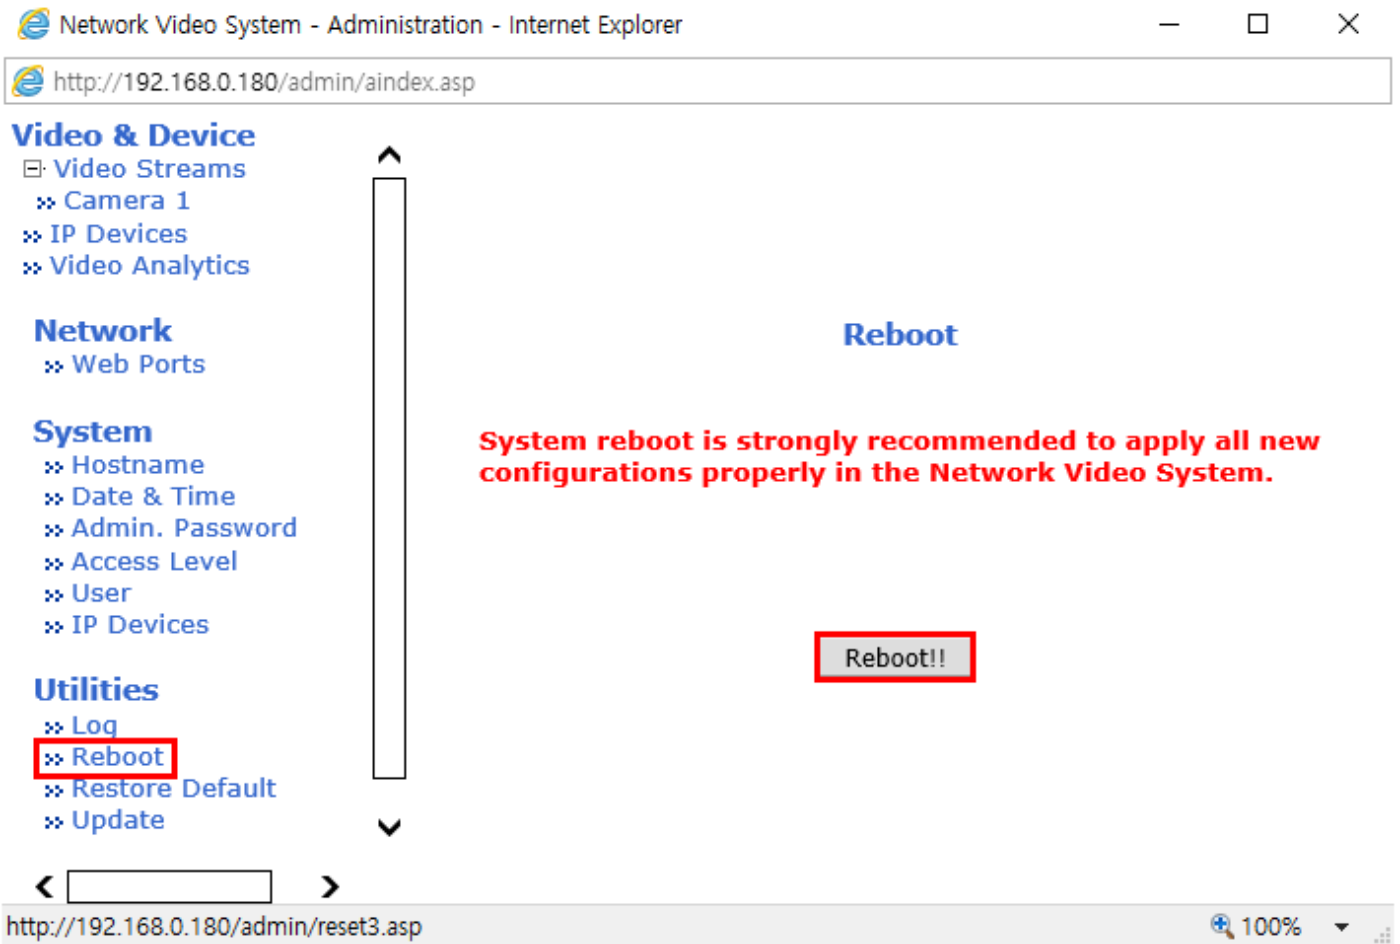 Network Video System - Administration - Internet Explorer
http://192.168.0.180/admin/aindex.asp
Video & Device
Video Streams
Camera 1
IP Devices
Video Analytics
Network
Web Ports
System
Hostname
Date & Time
Admin. Password
Access Level
User
IP Devices
Utilities
Log
Reboot
Restore Default
Update
Reboot
System reboot is strongly recommended to apply all new
configurations properly in the Network Video System.
Reboot!!
http://192.168.0.180/admin/reset3.asp
100%